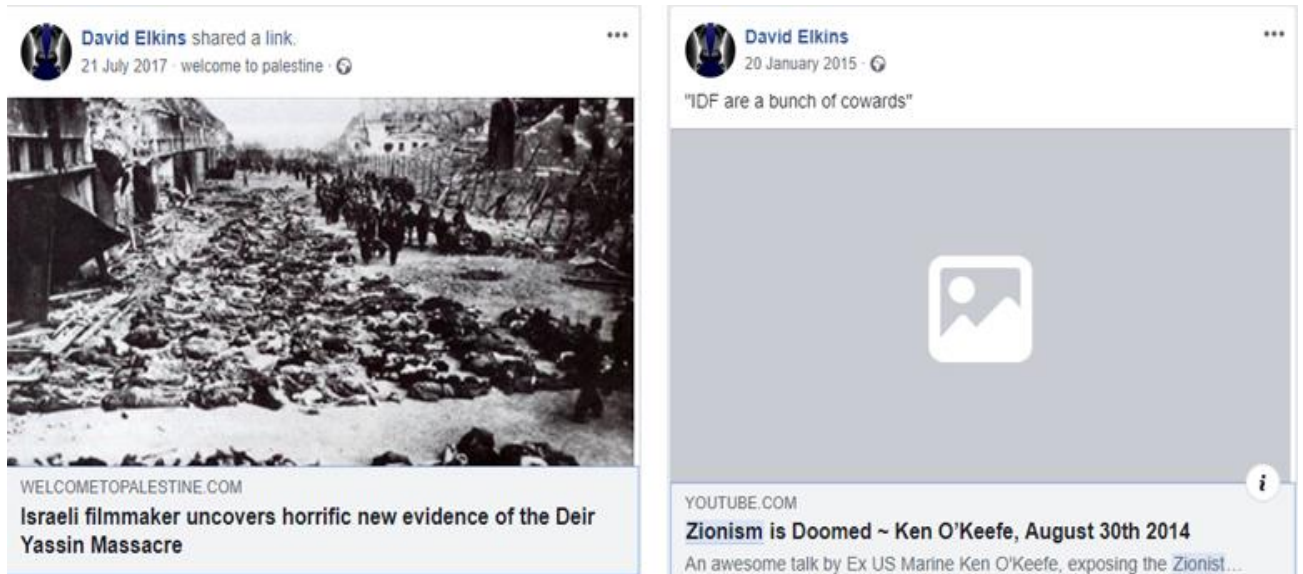 David Elkins shared a link.
21 July 2017 · welcome to palestine ·
WELCOMETOPALESTINE.COM
Israeli filmmaker uncovers horrific new evidence of the Deir
Yassin Massacre
David Elkins
20 January 2015 ·
"IDF are a bunch of cowards"
YOUTUBE.COM
Zionism is Doomed ~ Ken O'Keefe, August 30th 2014
An awesome talk by Ex US Marine Ken O'Keefe, exposing the Zionist...